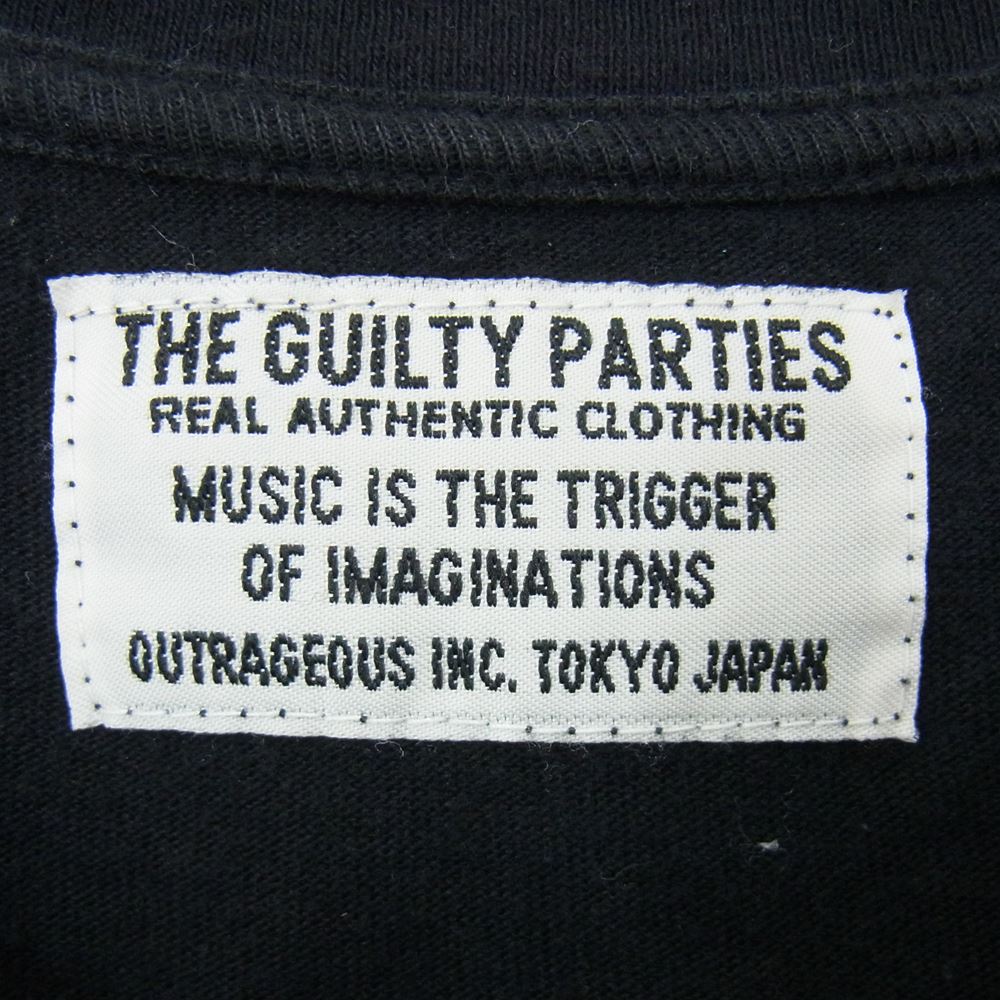 THE GUILTY PARTIES
REAL AUTHENTIC CLOTHING
MUSIC IS THE TRIGGER
OF IMAGINATIONS
OUTRAGEOUS INC. TOKYO JAPAN